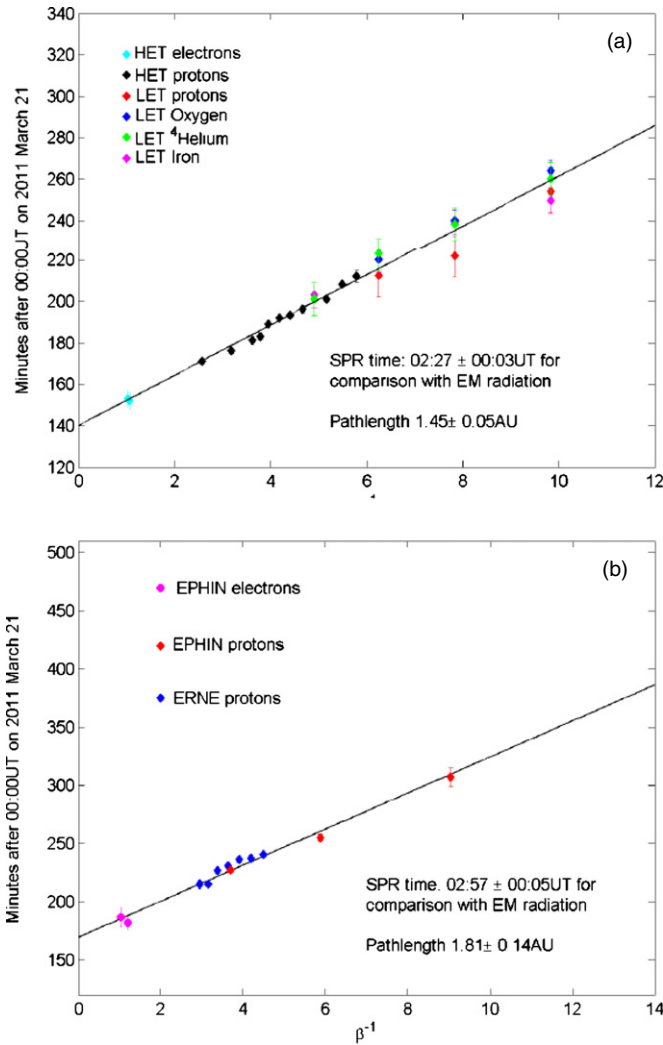 (a)
340
320
300
280
260
240
220
200
180
160
140
120
HET electrons
HET protons
LET protons
LET Oxygen
LET ⁴Helium
LET Iron
Minutes after 00:00UT on 2011 March 21
SPR time: 02:27 ± 00:03UT for
comparison with EM radiation
Pathlength 1.45± 0.05AU
0 2 4 6 8 10 12
(b)
500
450
400
350
300
250
200
150
EPHIN electrons
EPHIN protons
ERNE protons
Minutes after 00:00UT on 2011 March 21
SPR time. 02:57 ± 00:05UT for
comparison with EM radiation
Pathlength 1.81± 0 14AU
0 2 4 6 8 10 12 14
β⁻¹